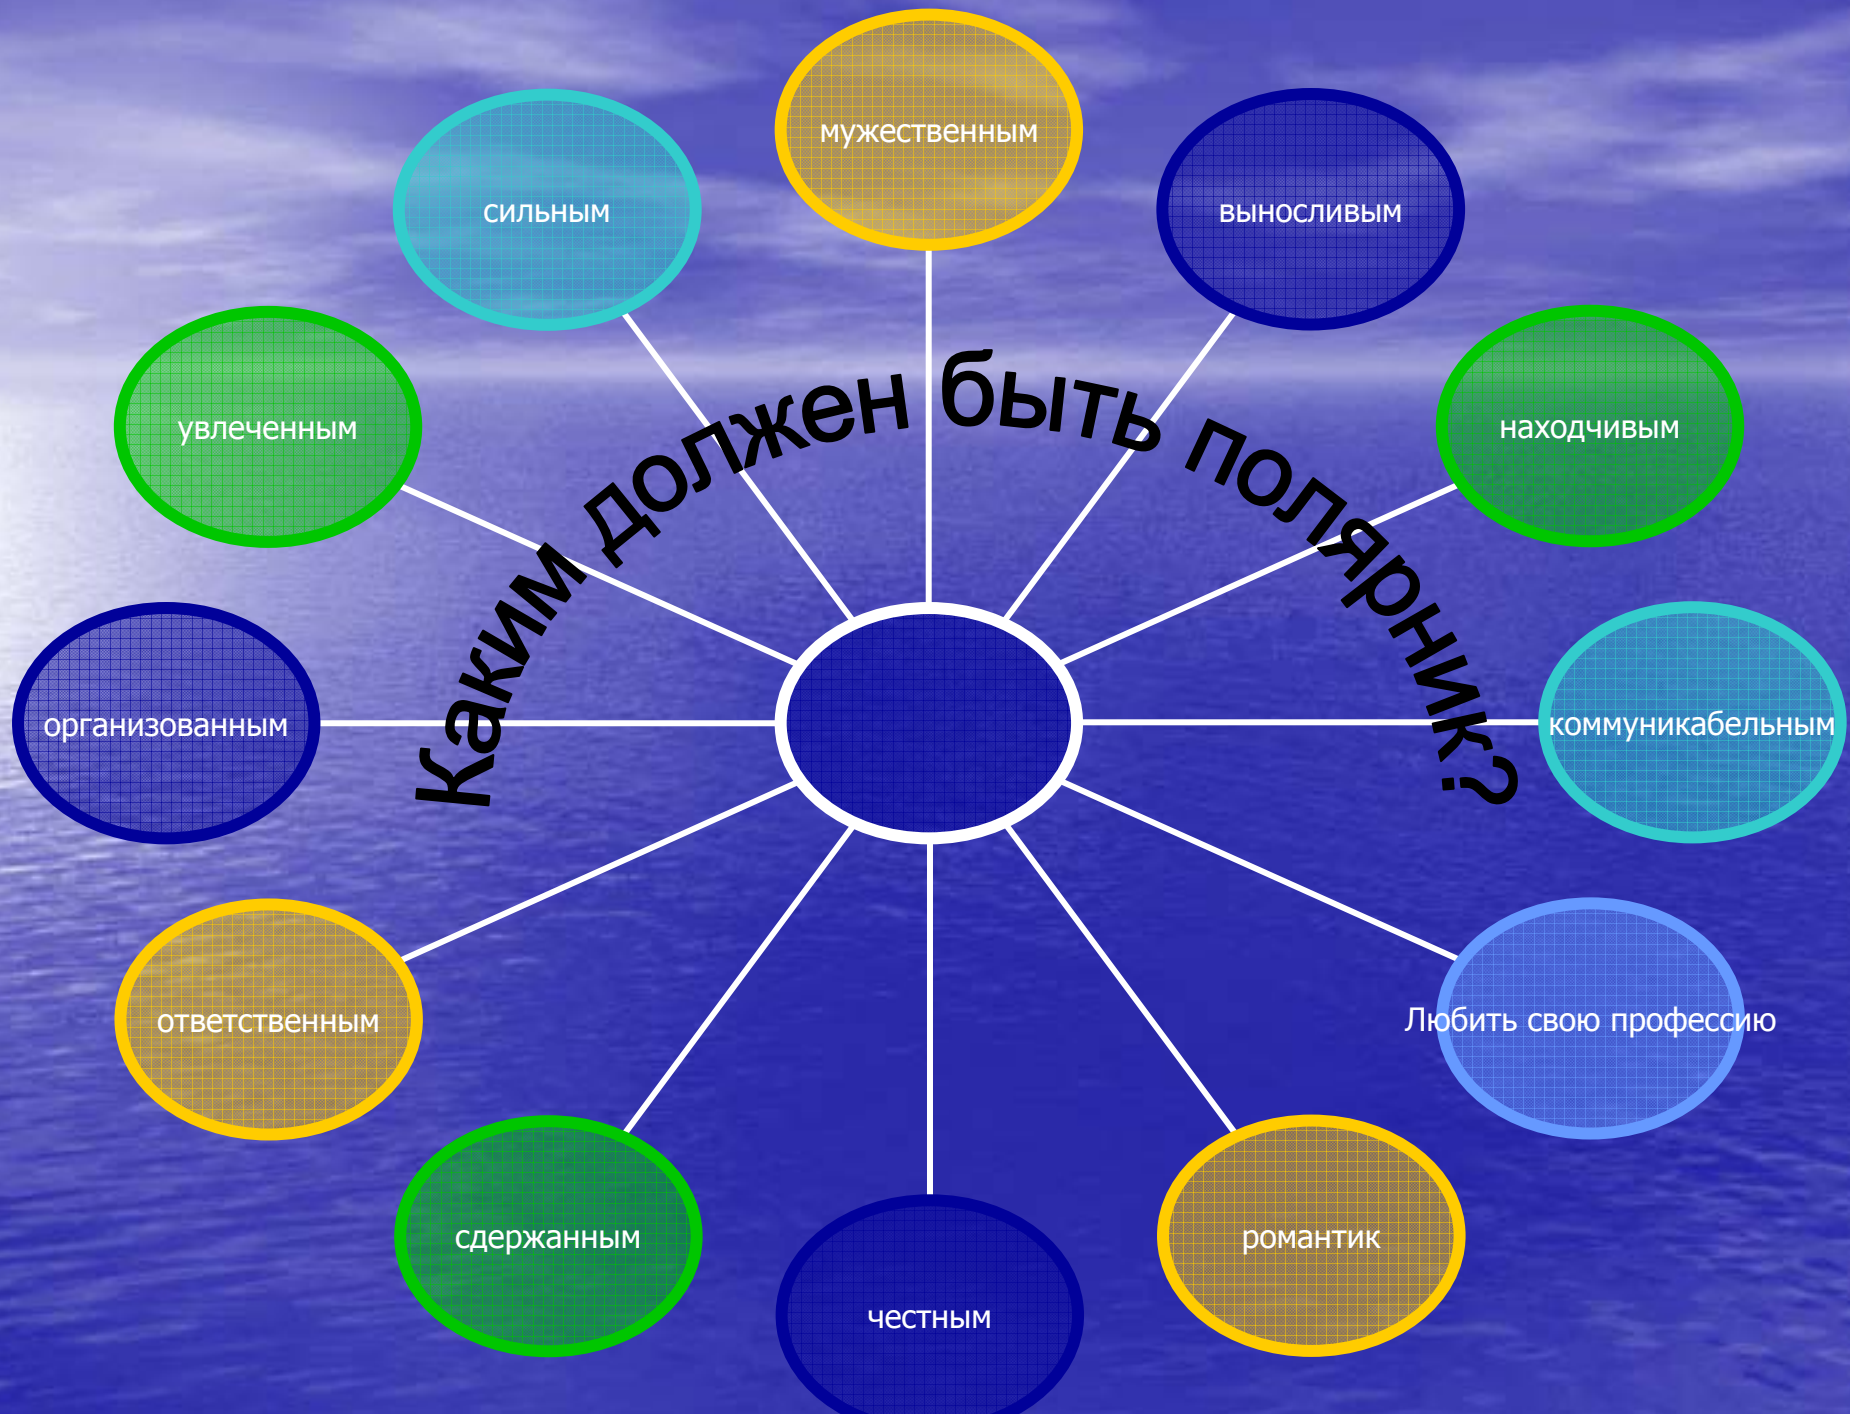 Каким должен быть полярник?
мужественным
выносливым
находчивым
коммуникабельным
Любить свою профессию
романтик
честным
сдержанным
ответственным
организованным
увлеченным
сильным